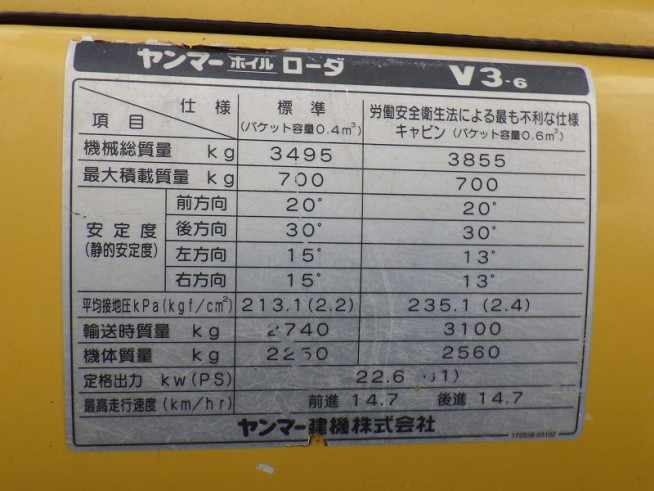 ヤンマーホイルローダ V3-6
仕様 標準 労働安全衛生法による最も不利な仕様
項目 (バケット容量0.4m³) キャビン(バケット容量0.6m³)
機械総質量 kg 3495 3855
最大積載質量 kg 700 700
安定度 (静的安定度) 前方向 20° 20°
後方向 30° 30°
左方向 15° 13°
右方向 15° 13°
平均接地圧kPa(kgf/cm²) 213.1(2.2) 235.1(2.4)
輸送時質量 kg 2740 3100
機体質量 kg 2250 2560
定格出力 kw(PS) 22.6
最高走行速度(km/hr) 前進14.7 後進14.7
ヤンマー建機株式会社